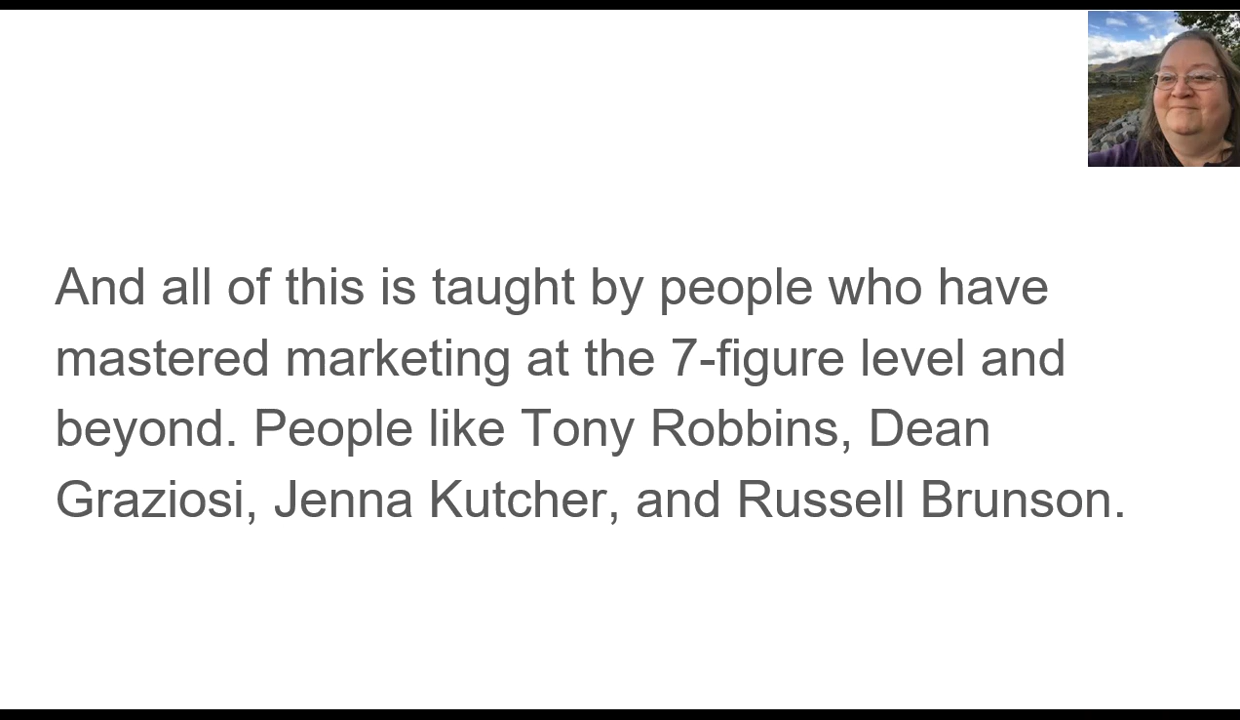 And all of this is taught by people who have
mastered marketing at the 7-figure level and
beyond. People like Tony Robbins, Dean
Graziosi, Jenna Kutcher, and Russell Brunson.